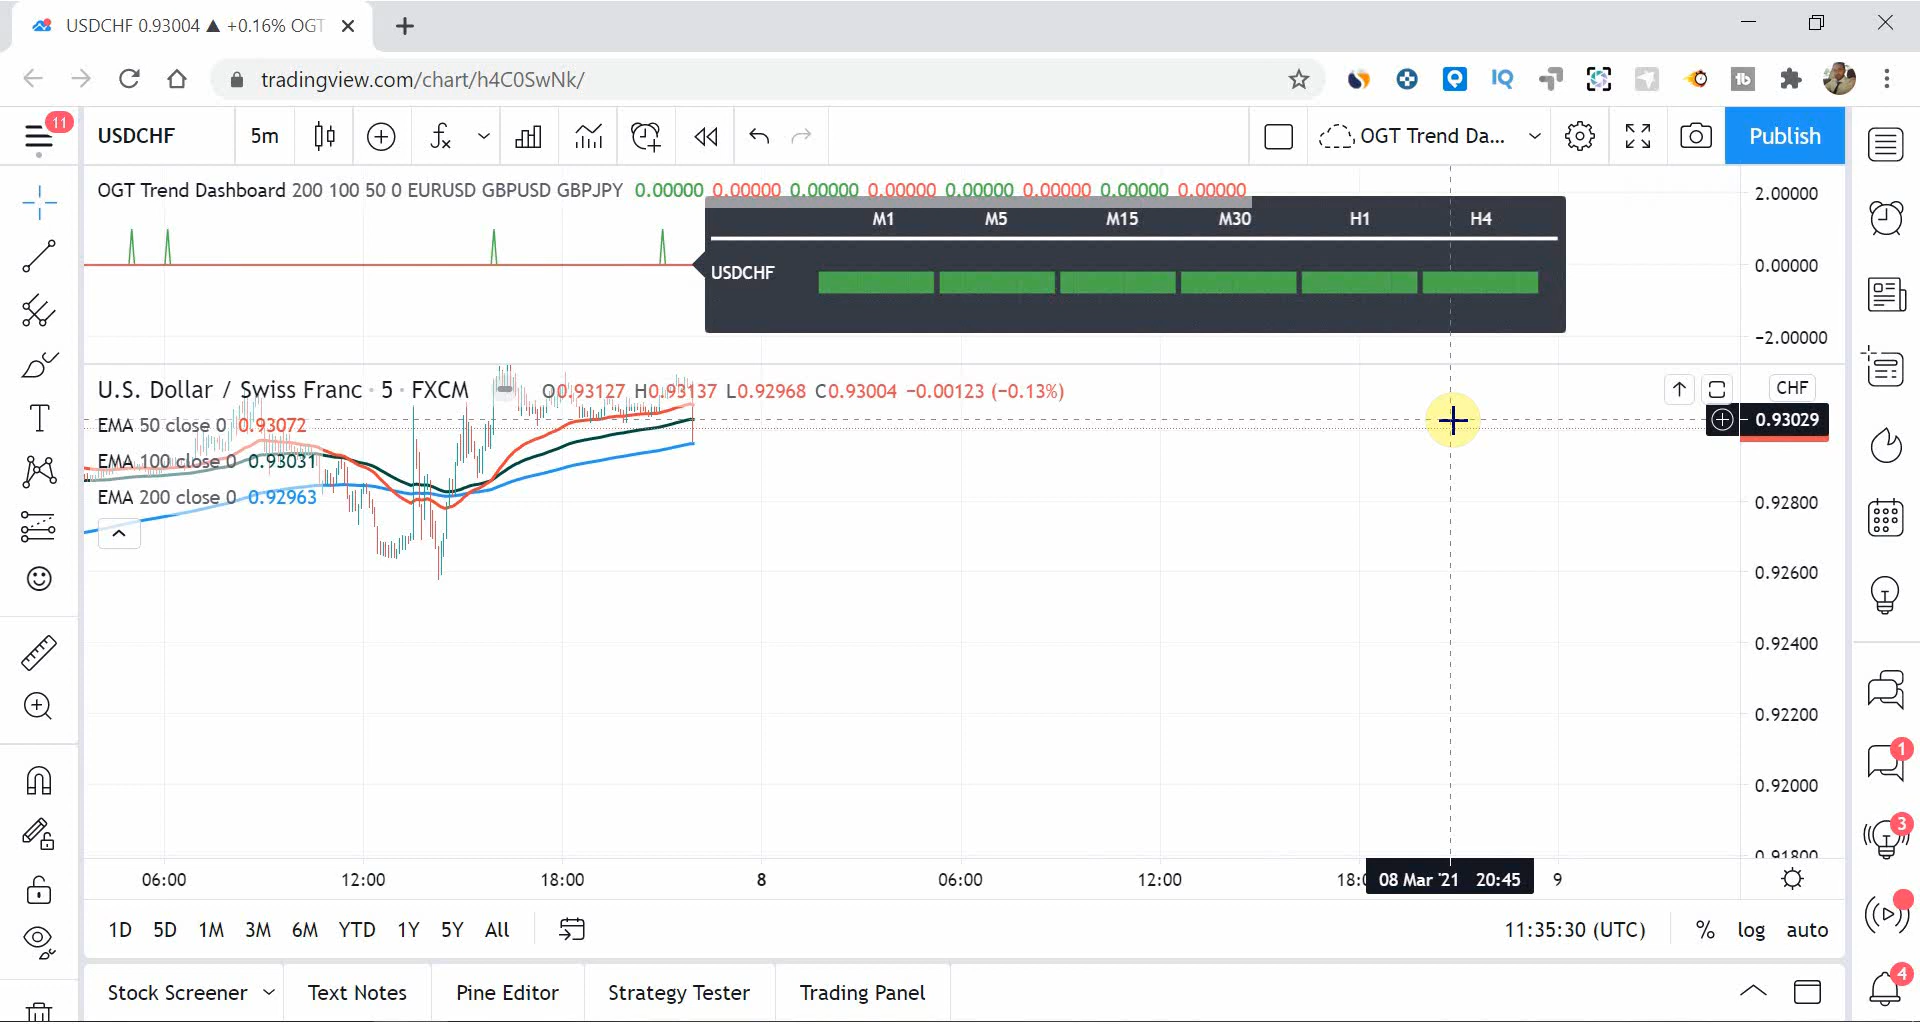 USDCHF 0.93004 ▲ +0.16% OGT
tradingview.com/chart/h4C0SwNk/
IQ
tb
11
USDCHF
5m
OGT Trend Da...
Publish
OGT Trend Dashboard 200 100 50 0 EURUSD GBPUSD GBPJPY 0.00000 0.00000 0.00000 0.00000 0.00000 0.00000 0.00000 0.00000
2.00000
M1 M5 M15 M30 H1 H4
USDCHF
0.00000
−2.00000
U.S. Dollar / Swiss Franc · 5 · FXCM O0.93127 H0.93137 L0.92968 C0.93004 −0.00123 (−0.13%)
CHF
EMA 50 close 0 0.93072
0.93029
EMA 100 close 0 0.93031
EMA 200 close 0 0.92963
0.92800
0.92600
0.92400
0.92200
0.92000
0.91800
06:00 12:00 18:00 8 06:00 12:00 18:0 08 Mar '21 20:45 9
1D 5D 1M 3M 6M YTD 1Y 5Y All
11:35:30 (UTC) % log auto
Stock Screener Text Notes Pine Editor Strategy Tester Trading Panel
1
3
4